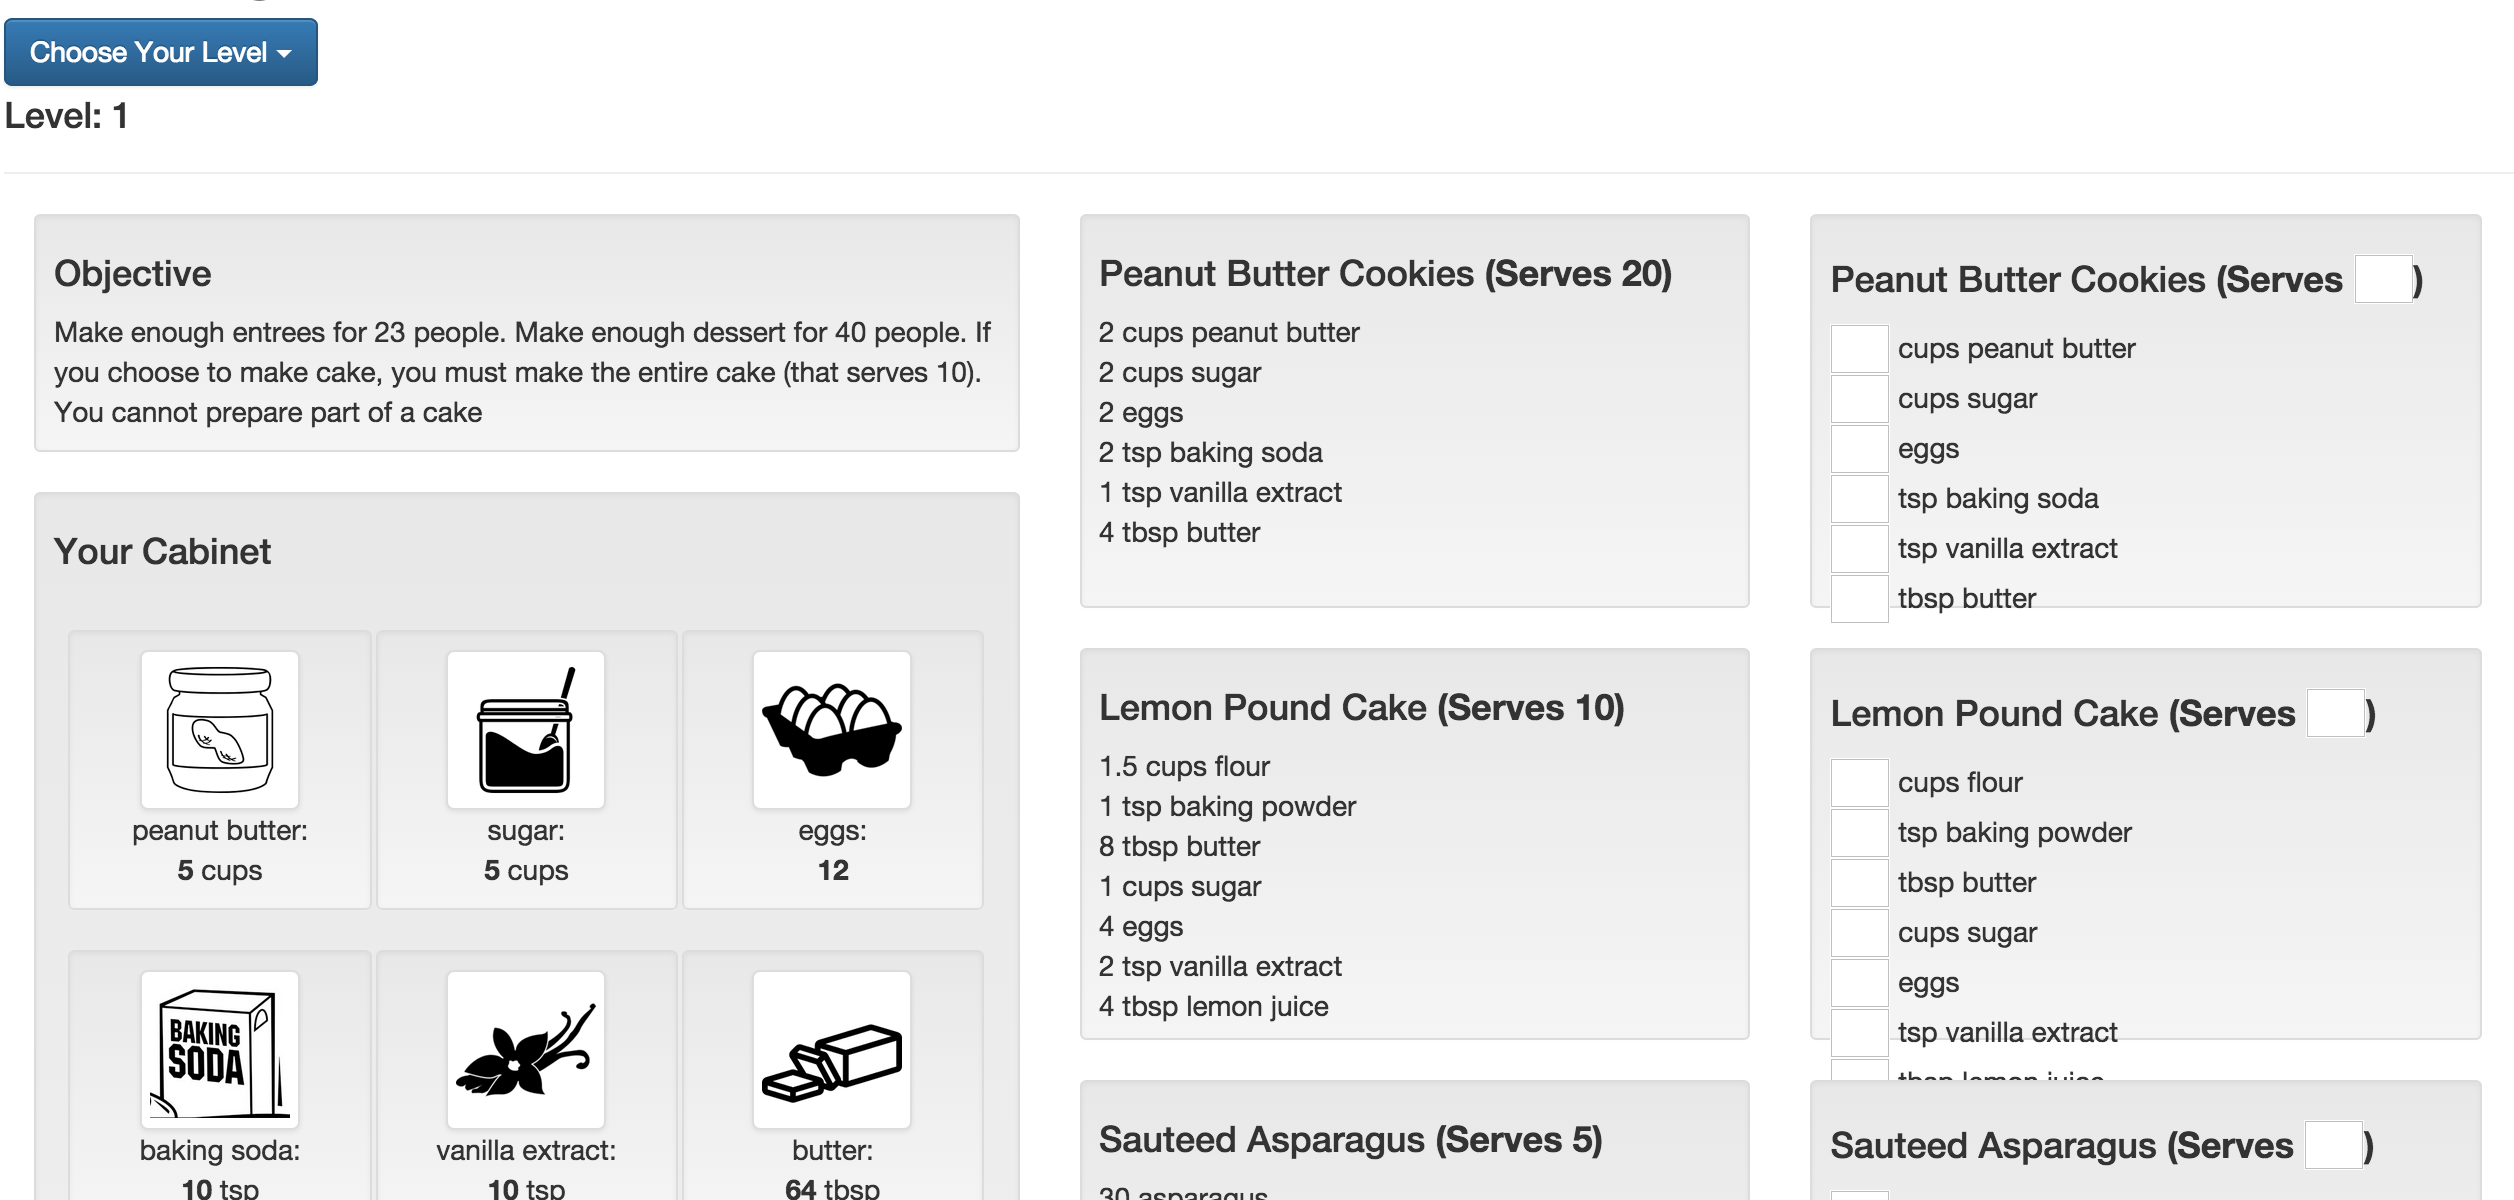 Choose Your Level
Level: 1
Objective
Make enough entrees for 23 people. Make enough dessert for 40 people. If
you choose to make cake, you must make the entire cake (that serves 10).
You cannot prepare part of a cake
Your Cabinet
peanut butter:
5 cups
sugar:
5 cups
eggs:
12
BAKING
SODA
baking soda:
10 tsp
vanilla extract:
10 tsp
butter:
64 tbsp
Peanut Butter Cookies (Serves 20)
2 cups peanut butter
2 cups sugar
2 eggs
2 tsp baking soda
1 tsp vanilla extract
4 tbsp butter
Lemon Pound Cake (Serves 10)
1.5 cups flour
1 tsp baking powder
8 tbsp butter
1 cups sugar
4 eggs
2 tsp vanilla extract
4 tbsp lemon juice
Sauteed Asparagus (Serves 5)
30 asparagus
Peanut Butter Cookies (Serves )
cups peanut butter
cups sugar
eggs
tsp baking soda
tsp vanilla extract
tbsp butter
Lemon Pound Cake (Serves )
cups flour
tsp baking powder
tbsp butter
cups sugar
eggs
tsp vanilla extract
tbsp lemon juice
Sauteed Asparagus (Serves )